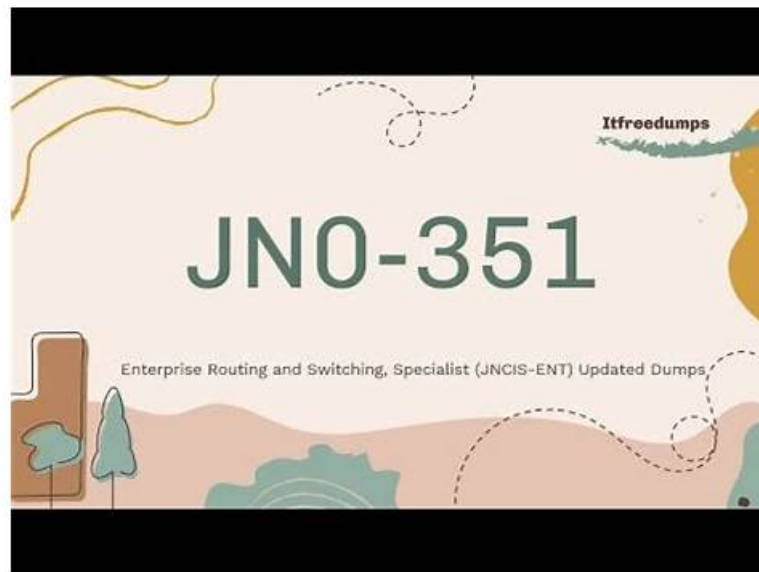 Itfreedumps
JN0-351
Enterprise Routing and Switching, Specialist (JNCIS-ENT) Updated Dumps